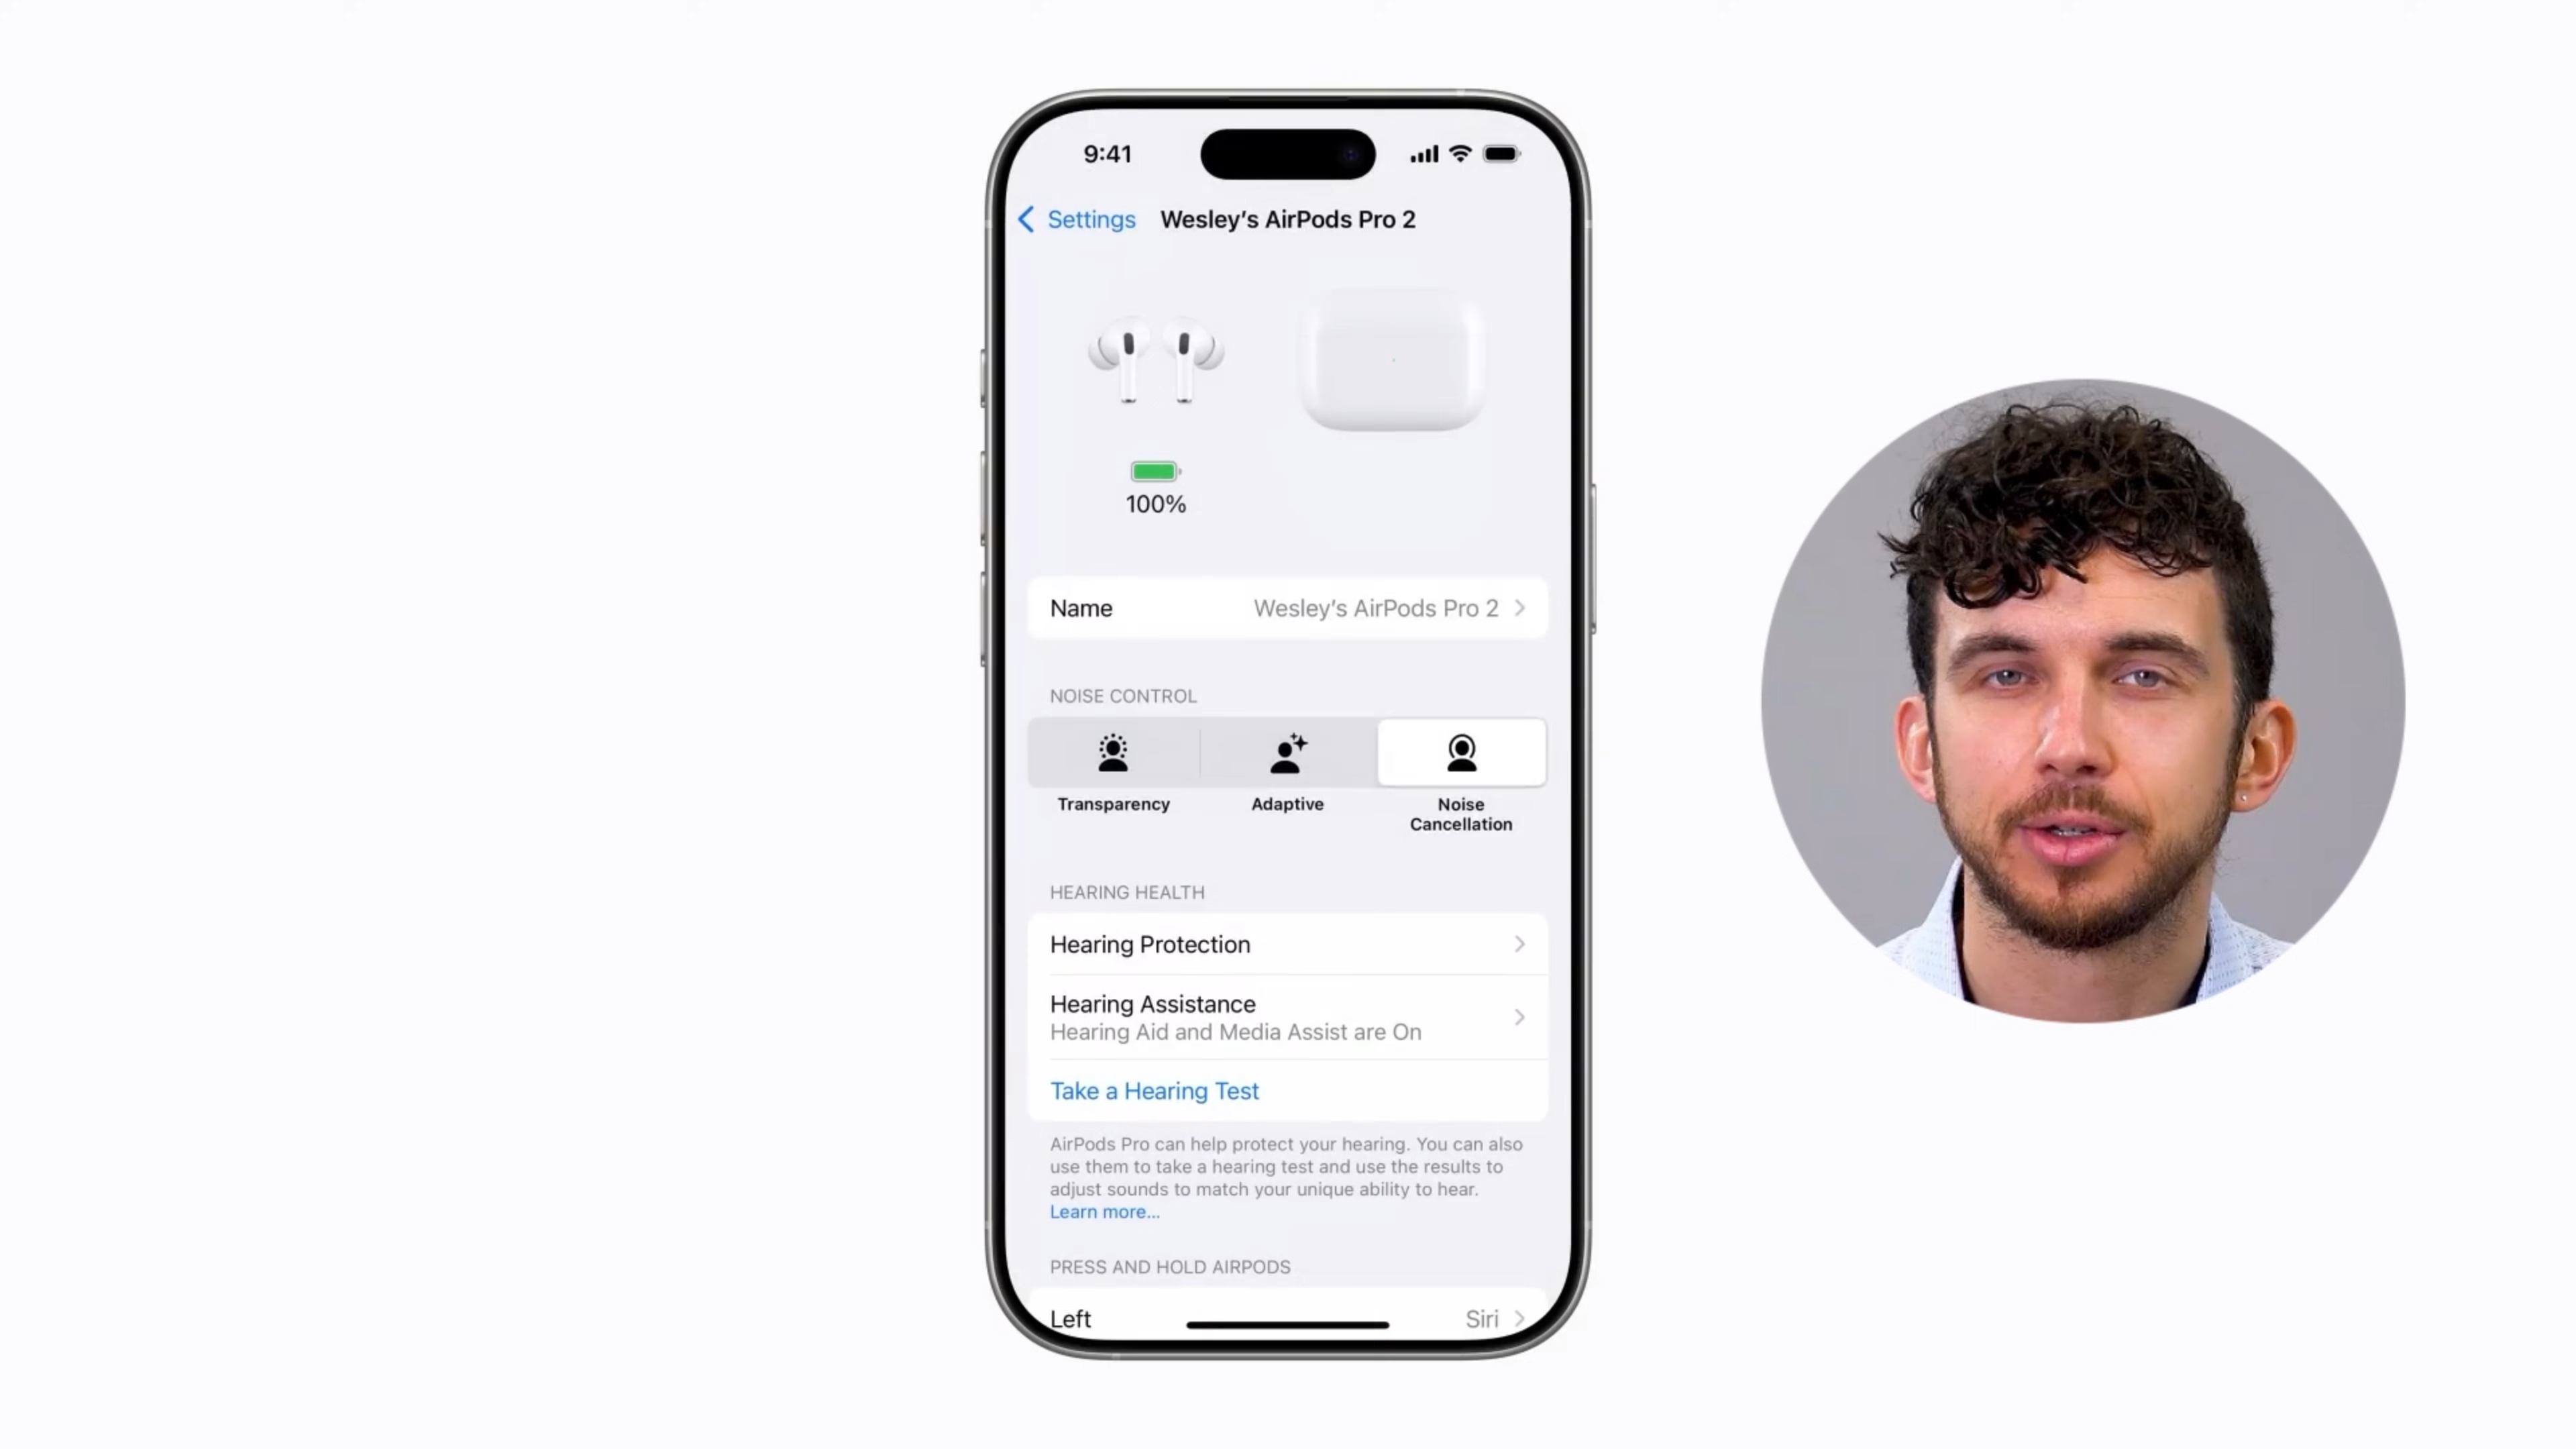 9:41
Settings
Wesley’s AirPods Pro 2
100%
Name
Wesley’s AirPods Pro 2
NOISE CONTROL
Transparency
Adaptive
Noise
Cancellation
HEARING HEALTH
Hearing Protection
Hearing Assistance
Hearing Aid and Media Assist are On
Take a Hearing Test
AirPods Pro can help protect your hearing. You can also
use them to take a hearing test and use the results to
adjust sounds to match your unique ability to hear.
Learn more...
PRESS AND HOLD AIRPODS
Left
Siri